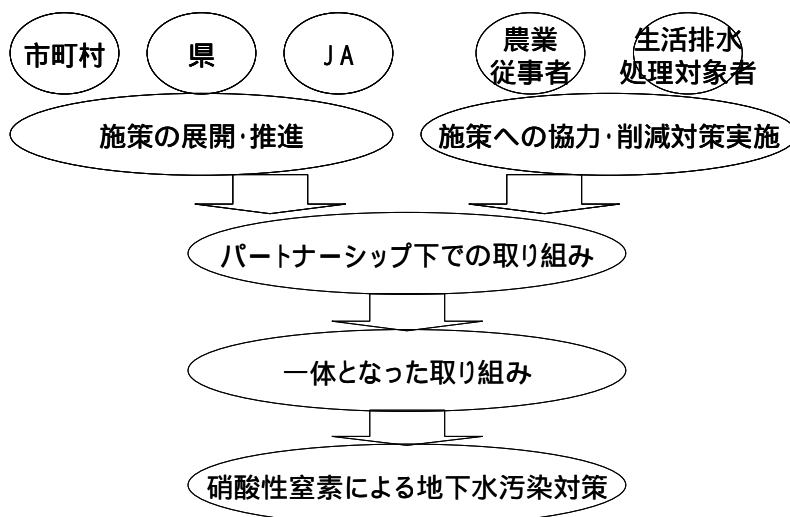 市町村
県
JA
農業
従事者
生活排水
処理対象者
施策の展開・推進
施策への協力・削減対策実施
パートナーシップ下での取り組み
一体となった取り組み
硝酸性窒素による地下水汚染対策